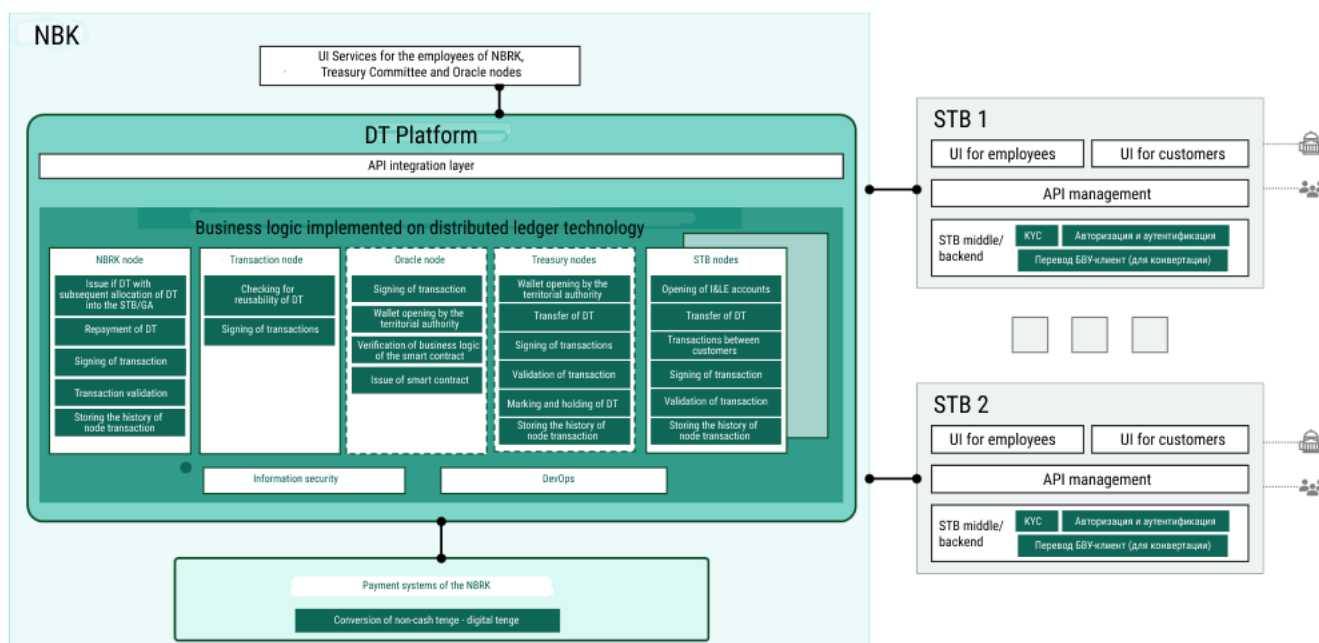 NBK
UI Services for the employees of NBRK,
Treasury Committee and Oracle nodes
DT Platform
API integration layer
Business logic implemented on distributed ledger technology
NBRK node
Issue if DT with
subsequent allocation of DT
into the STB/GA
Repayment of DT
Signing of transaction
Transaction validation
Storing the history of
node transaction
Transaction node
Checking for
reusability of DT
Signing of transactions
Oracle node
Signing of transaction
Wallet opening by the
territorial authority
Verification of business logic
of the smart contract
Issue of smart contract
Treasury nodes
Wallet opening by the
territorial authority
Transfer of DT
Signing of transactions
Validation of transaction
Marking and holding of DT
Storing the history of
node transaction
STB nodes
Opening of I&LE accounts
Transfer of DT
Transactions between
customers
Signing of transaction
Validation of transaction
Storing the history of
node transaction
Information security
DevOps
Payment systems of the NBRK
Conversion of non-cash tenge - digital tenge
STB 1
UI for employees
UI for customers
API management
STB middle/
backend
KYC
Авторизация и аутентификация
Перевод БВУ-клиент (для конвертации)
STB 2
UI for employees
UI for customers
API management
STB middle/
backend
KYC
Авторизация и аутентификация
Перевод БВУ-клиент (для конвертации)